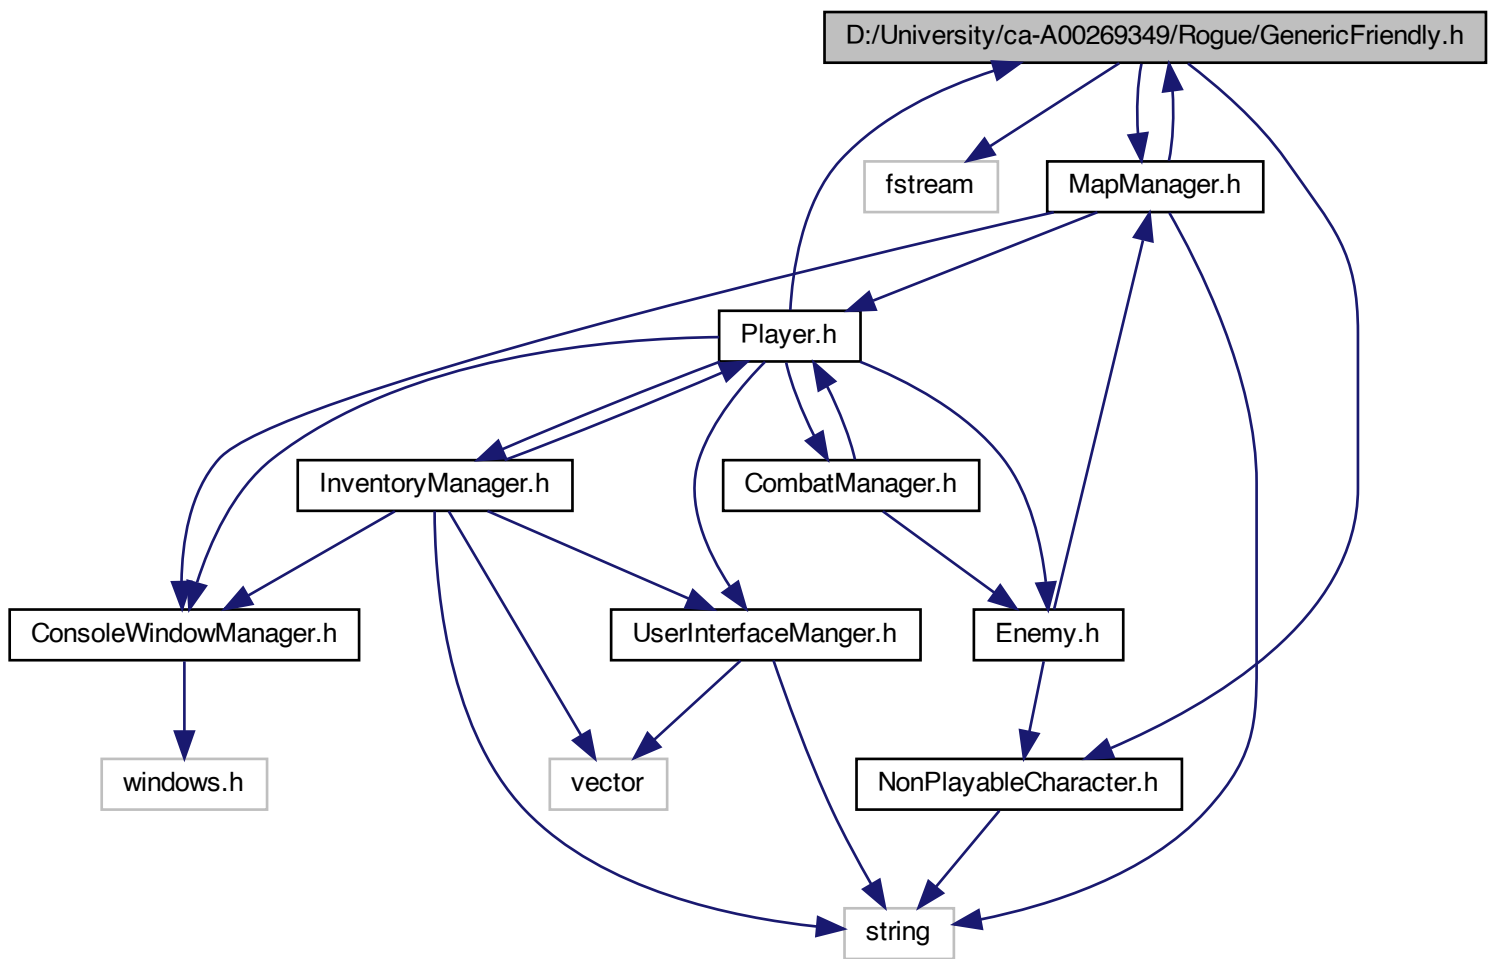 D:/University/ca-A00269349/Rogue/GenericFriendly.h
fstream
MapManager.h
Player.h
InventoryManager.h
CombatManager.h
ConsoleWindowManager.h
UserInterfaceManger.h
Enemy.h
windows.h
vector
NonPlayableCharacter.h
string